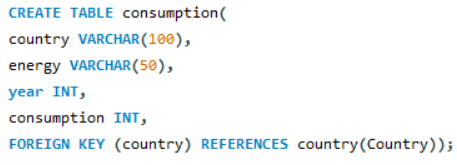 CREATE TABLE consumption(
country VARCHAR(100),
energy VARCHAR(50),
year INT,
consumption INT,
FOREIGN KEY (country) REFERENCES country(Country));